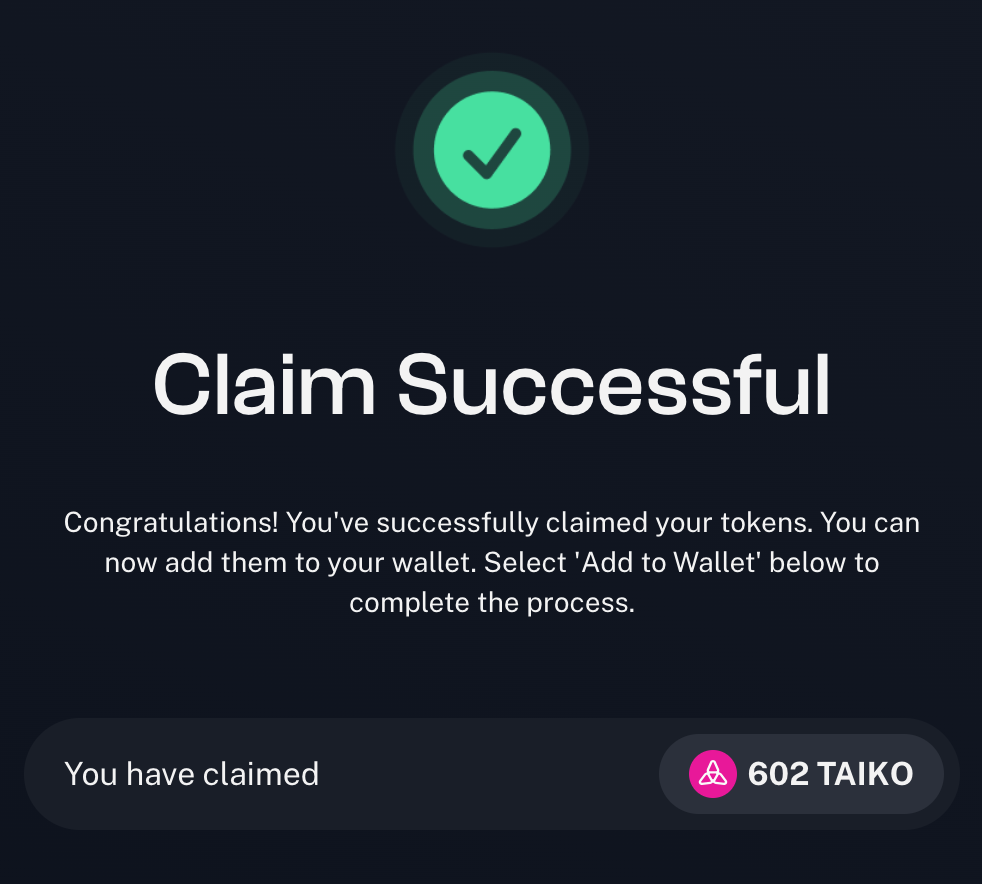 Claim Successful
Congratulations! You've successfully claimed your tokens. You can
now add them to your wallet. Select 'Add to Wallet' below to
complete the process.
You have claimed 602 TAIKO